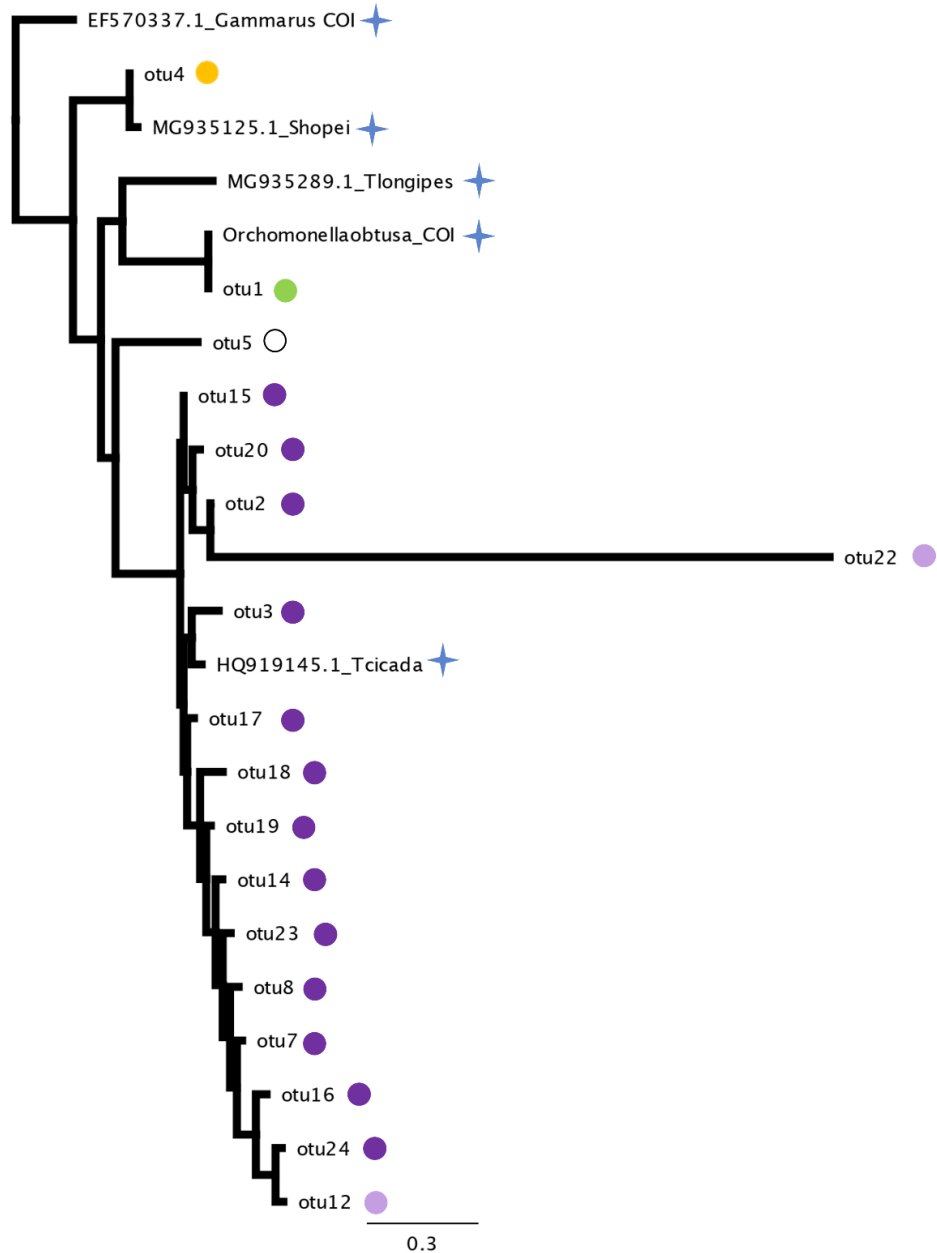 EF570337.1_Gammarus COI
otu4
MG935125.1_Shopei
MG935289.1_Tlongipes
Orchomonellaobtusa_COI
otu1
otu5
otu15
otu20
otu2
otu22
otu3
HQ919145.1_Tcicada
otu17
otu18
otu19
otu14
otu23
otu8
otu7
otu16
otu24
otu12
0.3